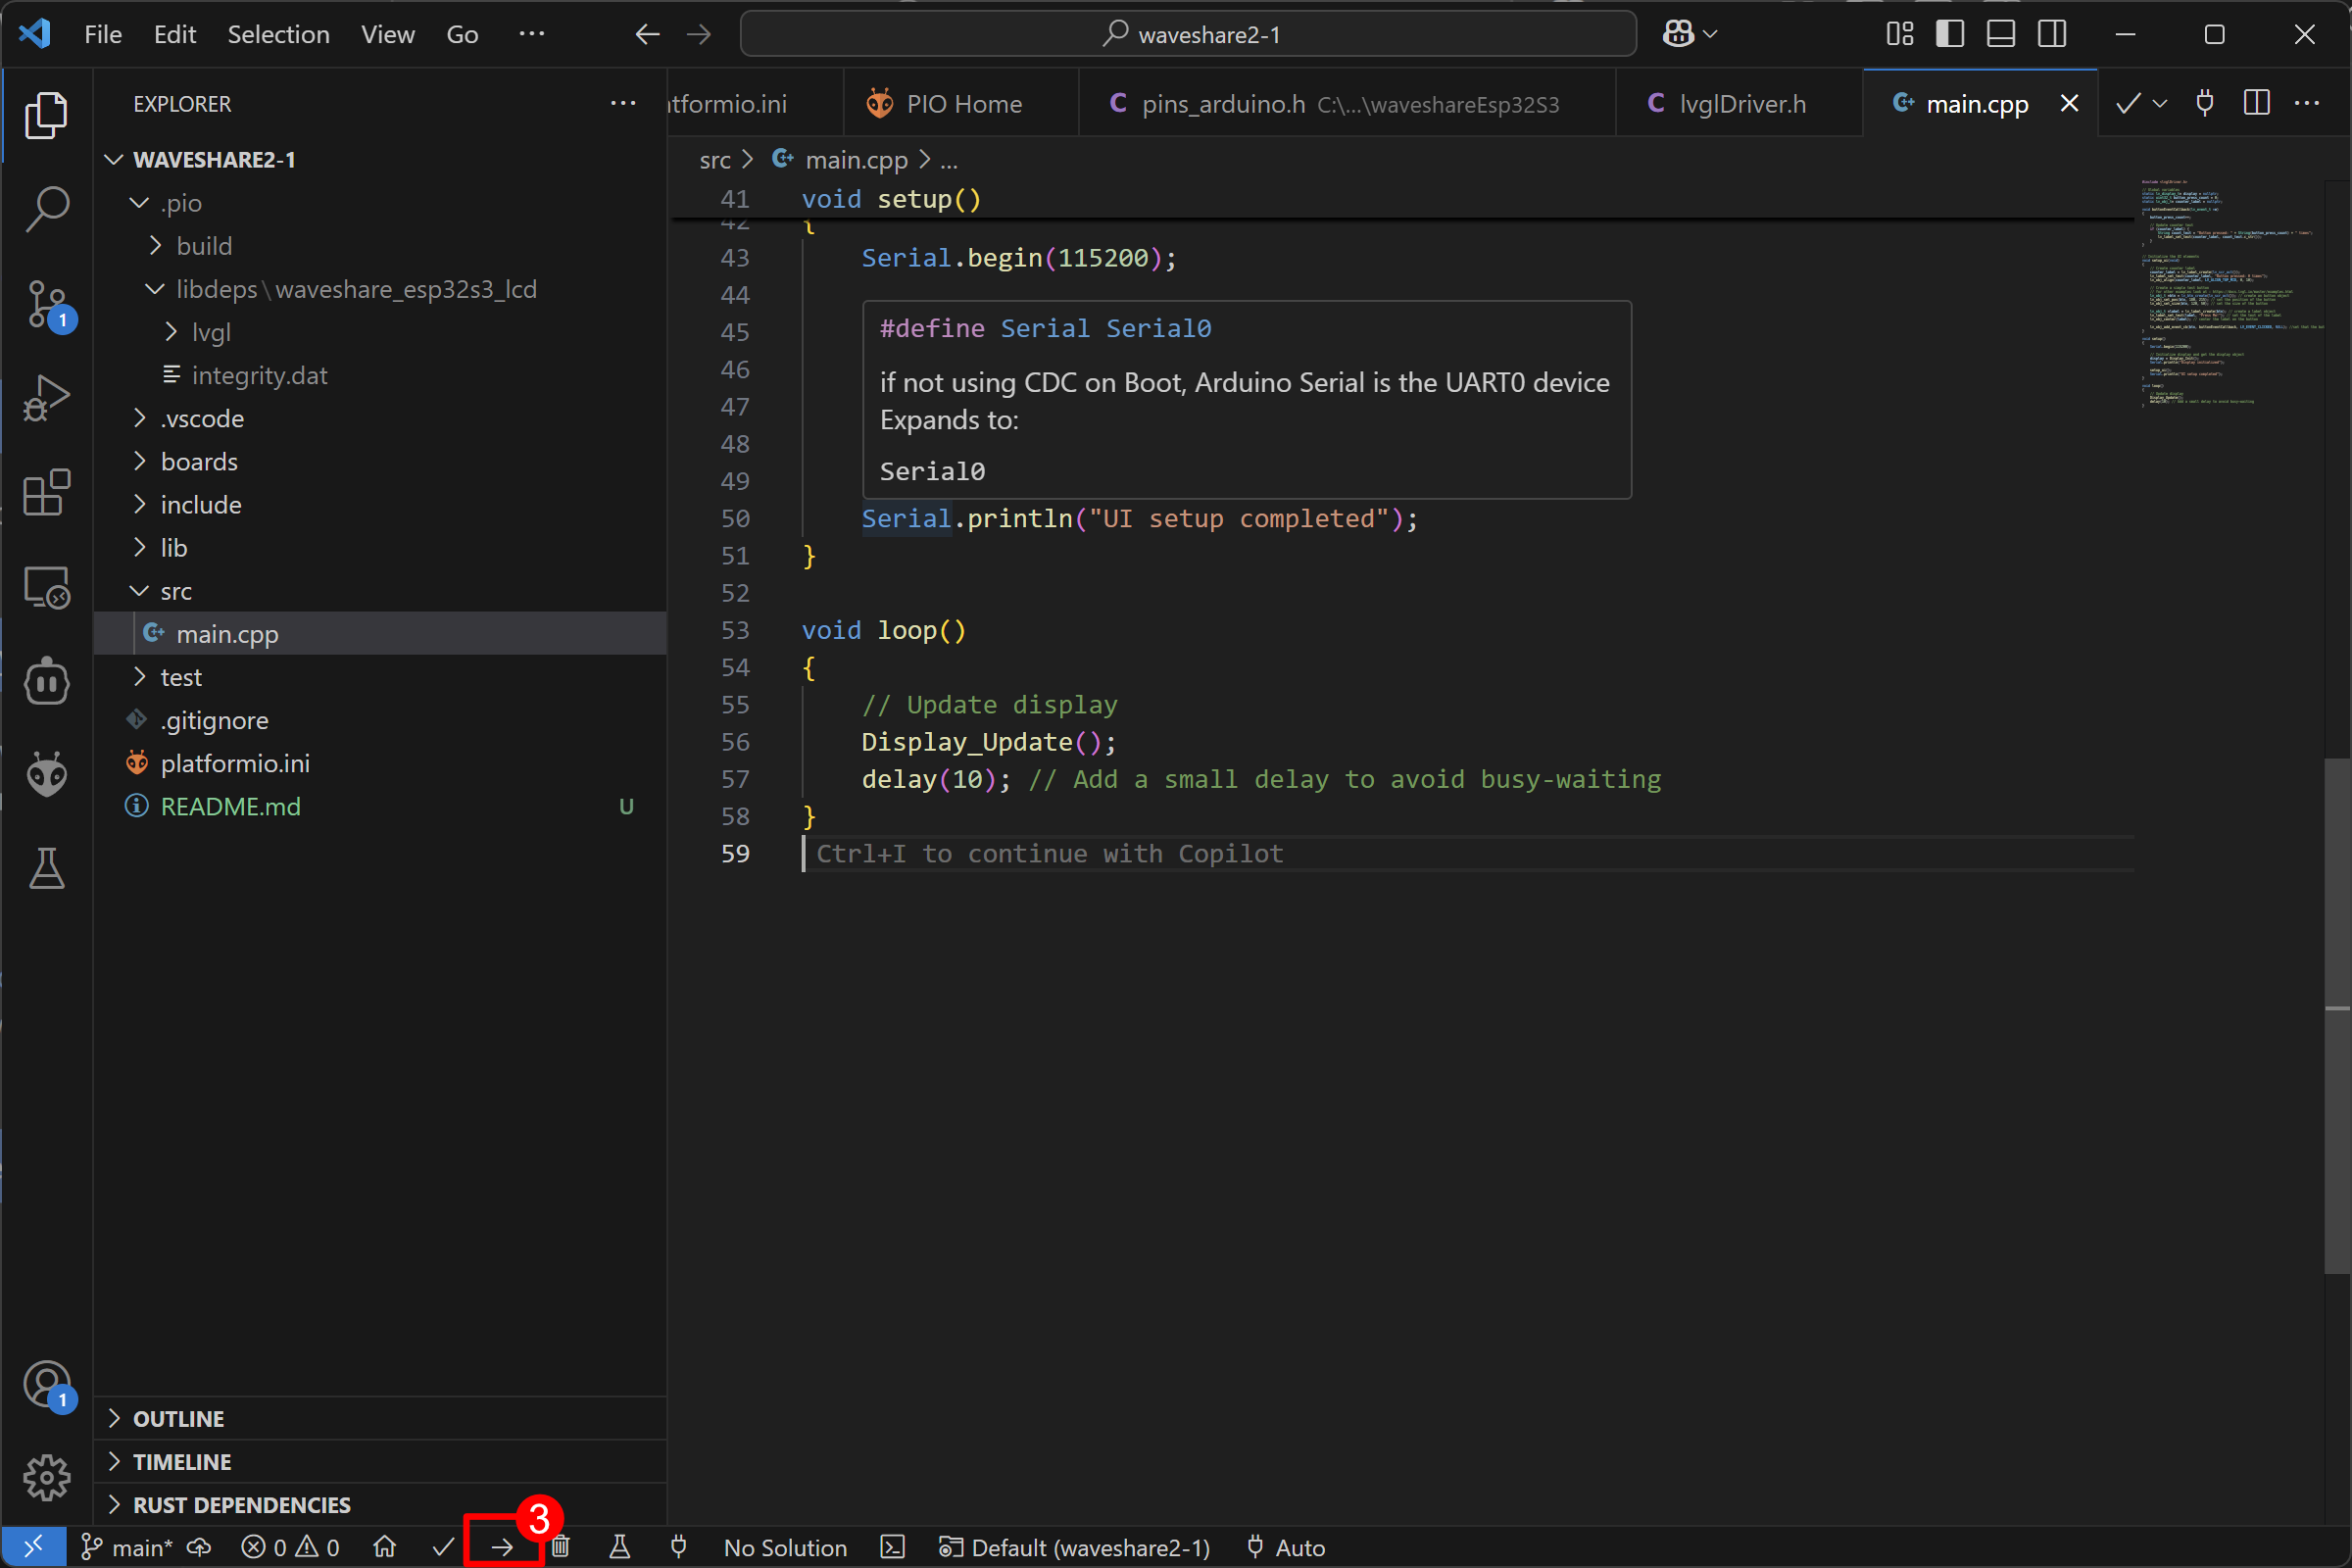 File Edit Selection View Go ···
waveshare2-1
EXPLORER
tformio.ini
PIO Home
pins_arduino.h C:\...\waveshareEsp32S3
lvglDriver.h
main.cpp
WAVESHARE2-1
src > main.cpp > ...
.pio
build
libdeps\waveshare_esp32s3_lcd
lvgl
integrity.dat
.vscode
boards
include
lib
src
main.cpp
test
.gitignore
platformio.ini
README.md U
41 void setup()
42 {
43 Serial.begin(115200);
44
45
46
47
48
49
#define Serial Serial0
if not using CDC on Boot, Arduino Serial is the UART0 device
Expands to:
Serial0
50 Serial.println("UI setup completed");
51 }
52
53 void loop()
54 {
55 // Update display
56 Display_Update();
57 delay(10); // Add a small delay to avoid busy-waiting
58 }
59 Ctrl+I to continue with Copilot
1
1
OUTLINE
TIMELINE
RUST DEPENDENCIES
3
main* 0 0 No Solution Default (waveshare2-1) Auto